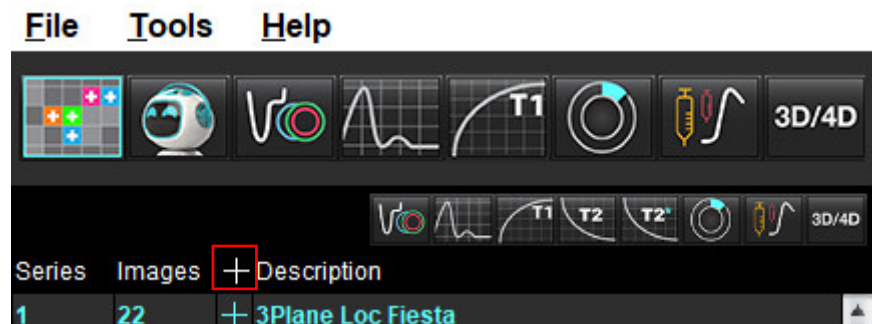 File Tools Help
T1 3D/4D
T1 T2 T2* 3D/4D
Series Images Description
1 22 3Plane Loc Fiesta